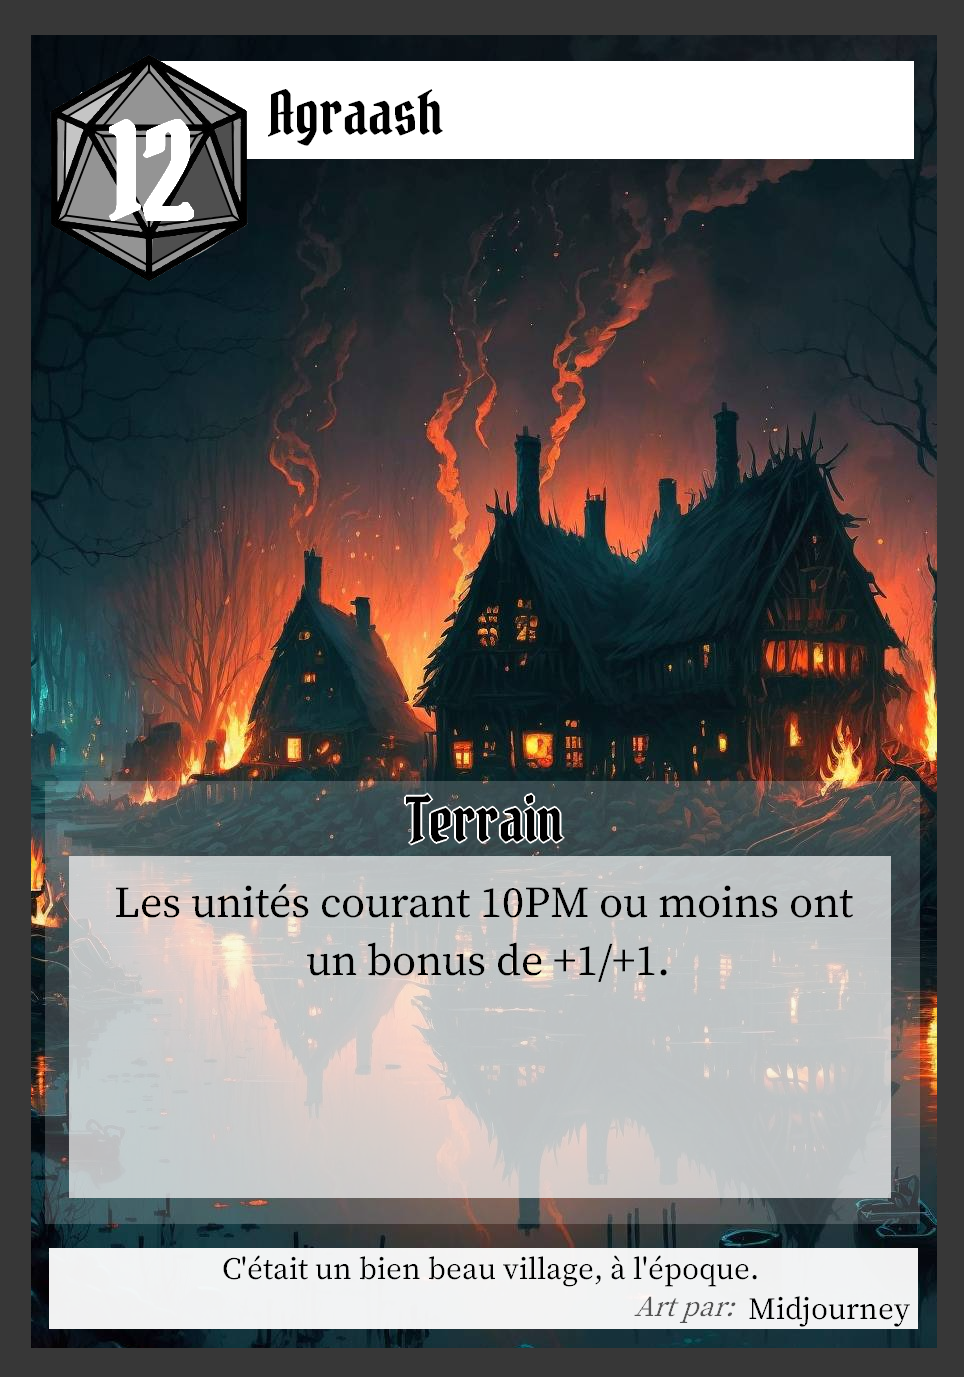 12
Agraash
Terrain
Les unités courant 10PM ou moins ont
un bonus de +1/+1.
C'était un bien beau village, à l'époque.
Art par: Midjourney